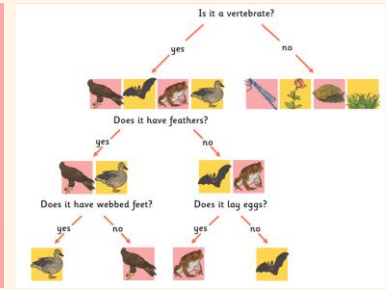 Is it a vertebrate?
yes
no
Does it have feathers?
yes
no
Does it have webbed feet?
Does it lay eggs?
yes
no
yes
no